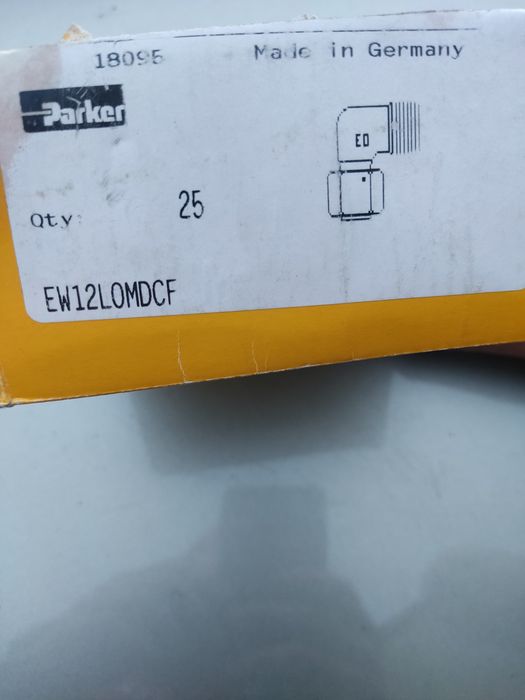 18095 Made in Germany
Parker
EO
Qty: 25
EW12LOMDCF